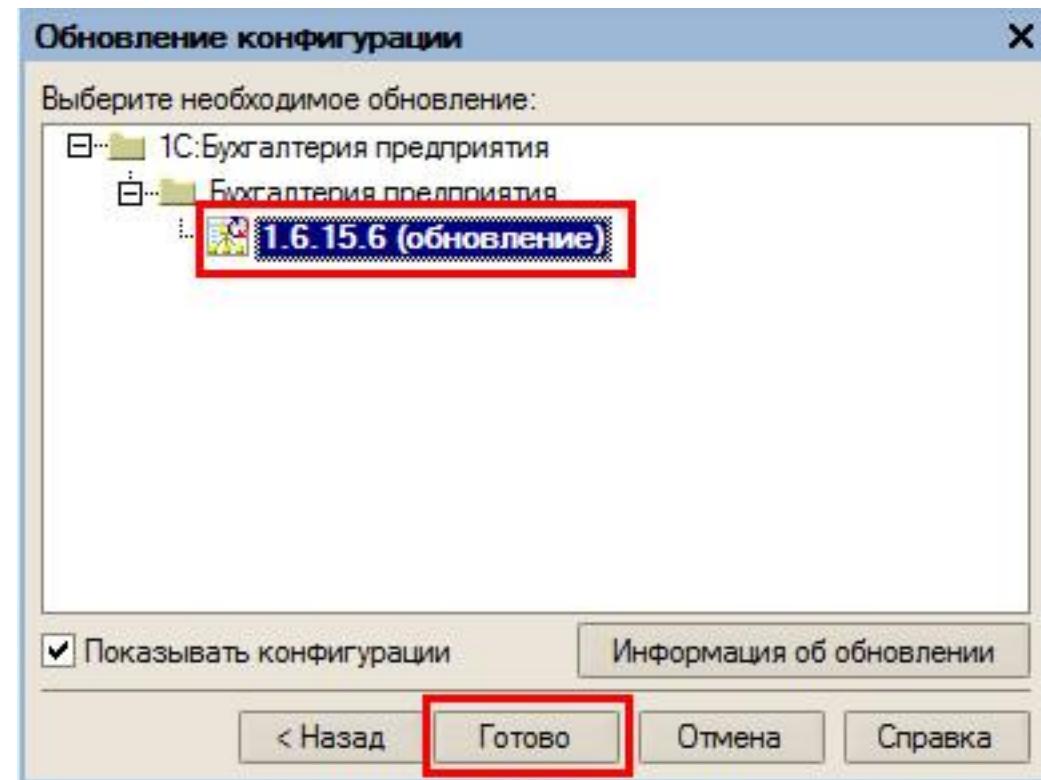 Обновление конфигурации
Выберите необходимое обновление:
1С:Бухгалтерия предприятия
Бухгалтерия предприятия
1.6.15.6 (обновление)
Показывать конфигурации
Информация об обновлении
< Назад
Готово
Отмена
Справка